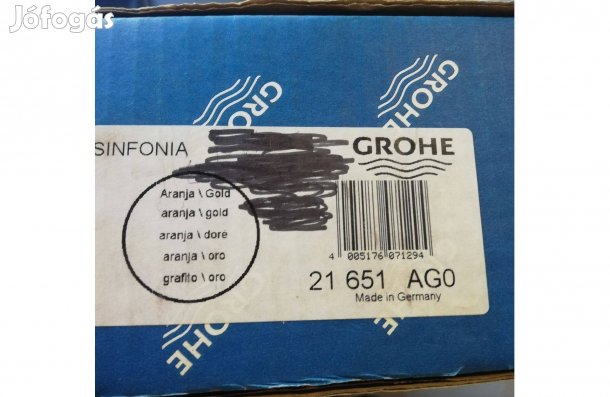 Jófogás
GROHE
GROHE
SINFONIA
GROHE
Aranja \ Gold
aranja \ gold
aranja \ doré
aranja \ oro
grafito \ oro
4 005176 071294
21 651 AG0
Made in Germany
GROHE
GROHE